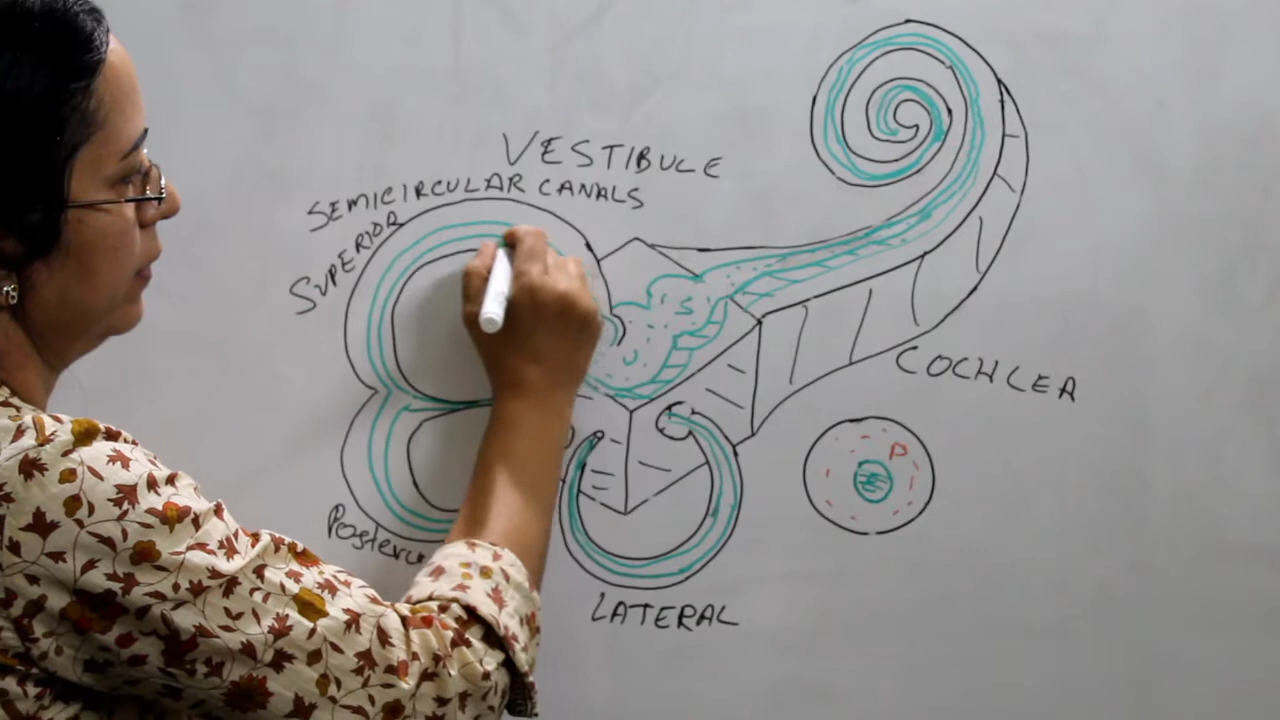 VESTIBULE
SEMICIRCULAR CANALS
SUPERIOR
S
U
COCHLEA
P
LATERAL